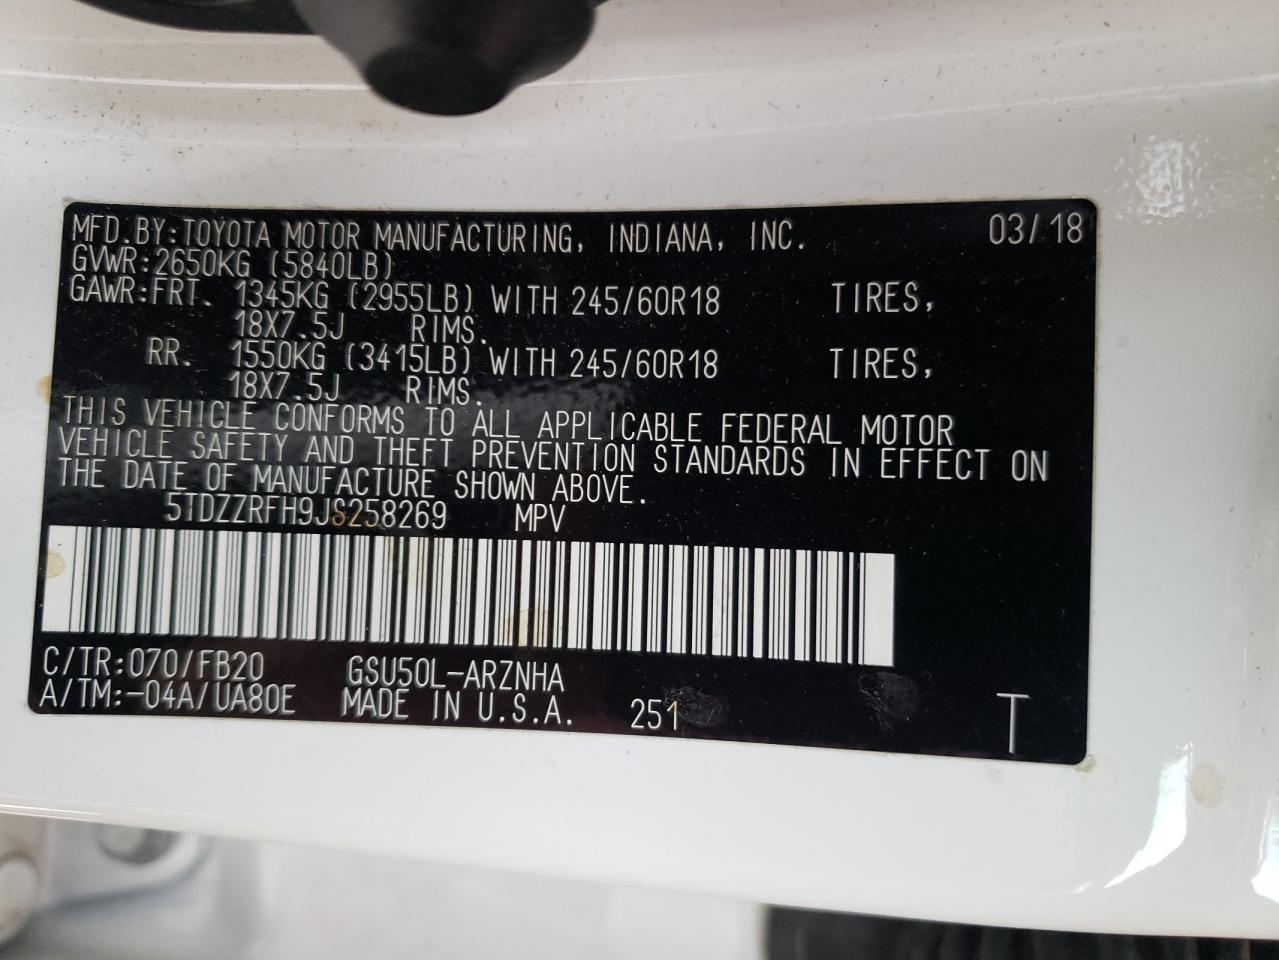 MFD.BY:TOYOTA MOTOR MANUFACTURING, INDIANA, INC. 03/18
GVWR:2650KG (5840LB)
GAWR:FRT. 1345KG (2955LB) WITH 245/60R18 TIRES,
18X7.5J RIMS.
RR. 1550KG (3415LB) WITH 245/60R18 TIRES,
18X7.5J RIMS.
THIS VEHICLE CONFORMS TO ALL APPLICABLE FEDERAL MOTOR
VEHICLE SAFETY AND THEFT PREVENTION STANDARDS IN EFFECT ON
THE DATE OF MANUFACTURE SHOWN ABOVE.
5TDZZRFH9JS258269 MPV
C/TR:070/FB20 GSU50L-ARZNHA
A/TM:-04A/UA80E MADE IN U.S.A. 251 T